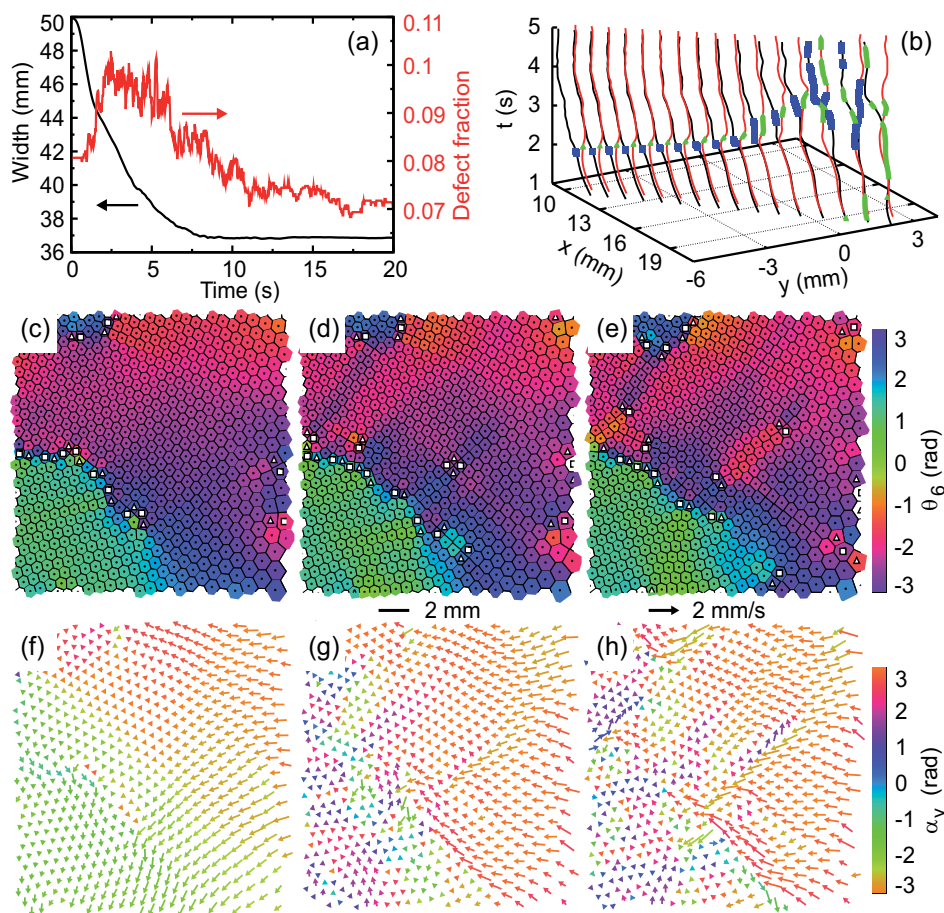 (a)
50
48
46
44
42
40
38
36
Width (mm)
0
5
10
15
20
Time (s)
0.11
0.1
0.09
0.08
0.07
Defect fraction
(b)
5
4
3
2
1
t (s)
10
13
16
19
x (mm)
-6
-3
0
3
y (mm)
(c)
(d)
(e)
3
2
1
0
-1
-2
-3
θ6 (rad)
2 mm
2 mm/s
(f)
(g)
(h)
3
2
1
0
-1
-2
-3
αv (rad)